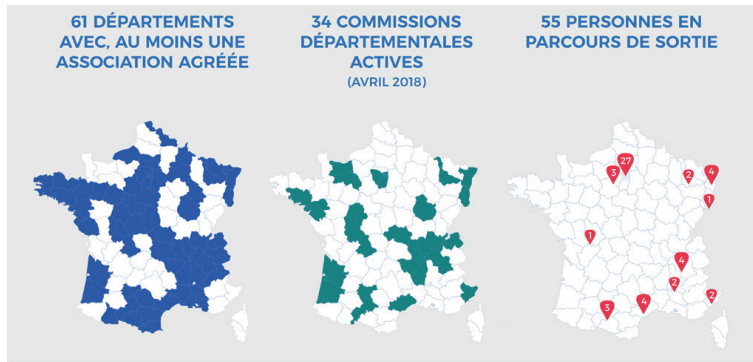 61 DÉPARTEMENTS
AVEC, AU MOINS UNE
ASSOCIATION AGRÉÉE
34 COMMISSIONS
DÉPARTEMENTALES
ACTIVES
(AVRIL 2018)
55 PERSONNES EN
PARCOURS DE SORTIE
27
3
2
4
1
1
4
2
2
3
4